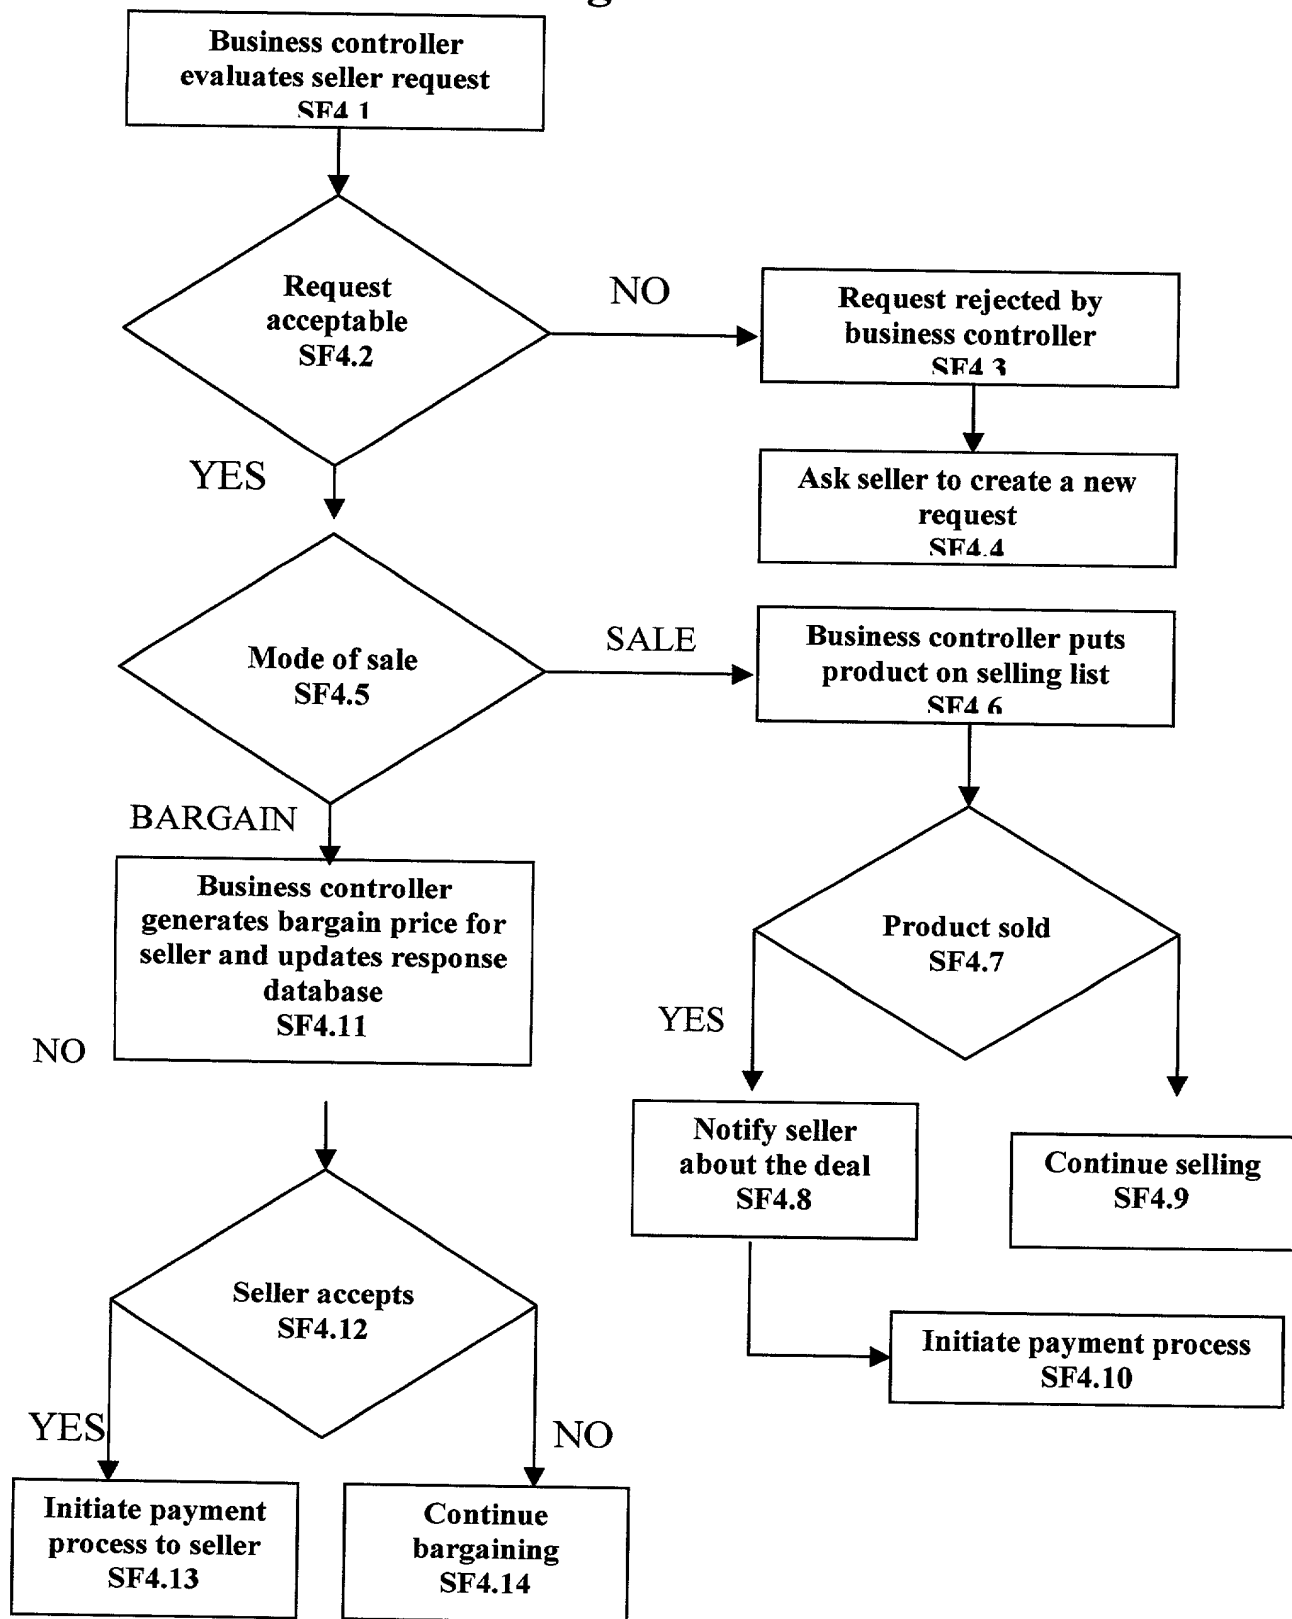 Business controller
evaluates seller request
SF4.1
Request
acceptable
SF4.2
NO
Request rejected by
business controller
SF4.3
YES
Ask seller to create a new
request
SF4.4
Mode of sale
SF4.5
SALE
Business controller puts
product on selling list
SF4.6
BARGAIN
Business controller
generates bargain price for
seller and updates response
database
SF4.11
NO
Product sold
SF4.7
YES
Notify seller
about the deal
SF4.8
Continue selling
SF4.9
Seller accepts
SF4.12
Initiate payment process
SF4.10
YES
NO
Initiate payment
process to seller
SF4.13
Continue
bargaining
SF4.14